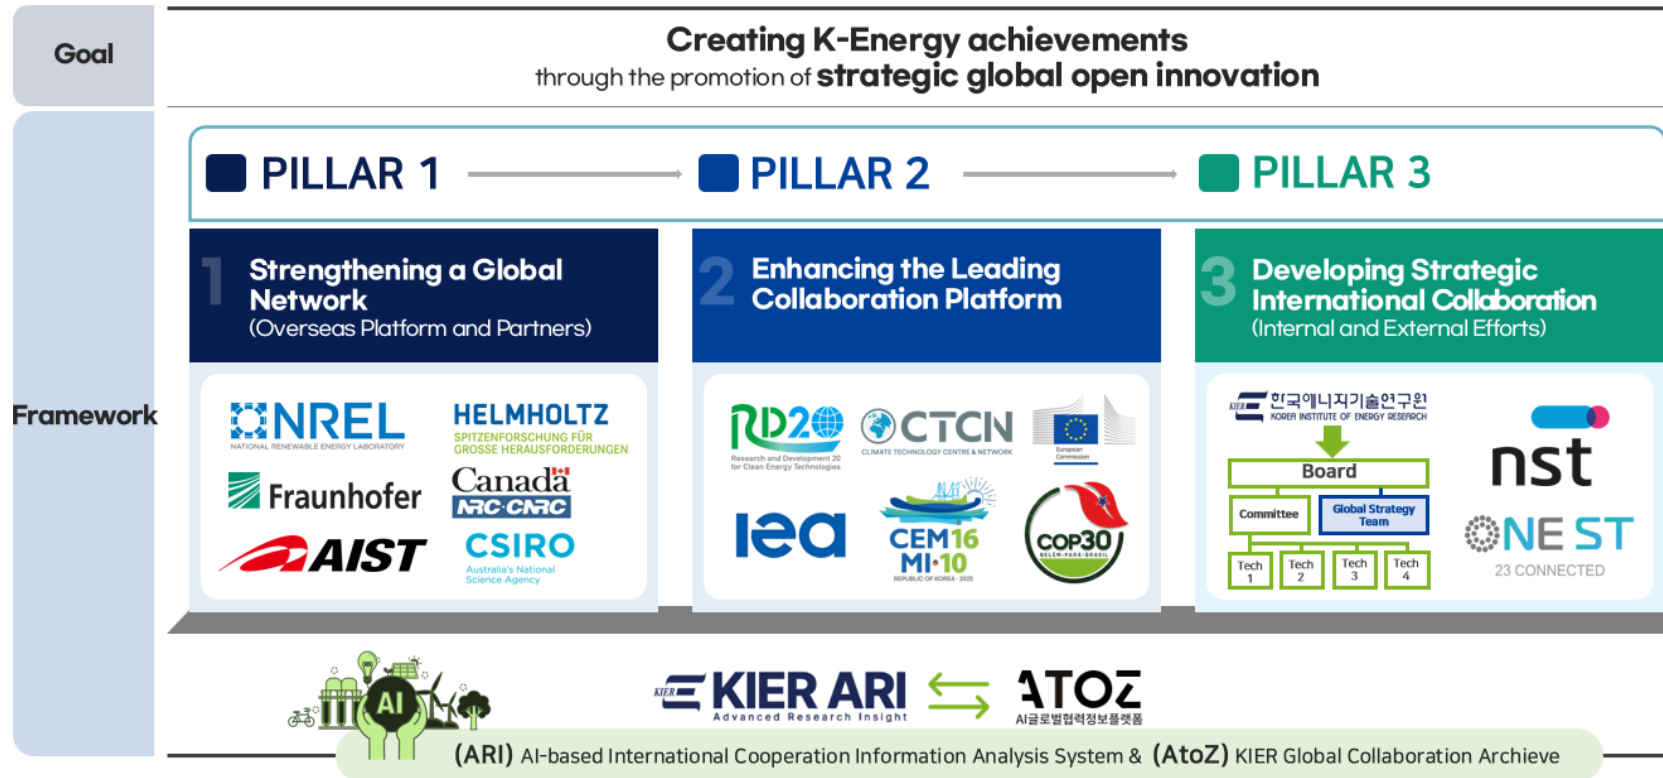 Goal
Creating K-Energy achievements
through the promotion of strategic global open innovation
Framework
PILLAR 1
PILLAR 2
PILLAR 3
1
Strengthening a Global
Network
(Overseas Platform and Partners)
2
Enhancing the Leading
Collaboration Platform
3
Developing Strategic
International Collaboration
(Internal and External Efforts)
NREL
NATIONAL RENEWABLE ENERGY LABORATORY
HELMHOLTZ
SPITZENFORSCHUNG FÜR
GROSSE HERAUSFORDERUNGEN
Fraunhofer
Canada
NRC·CNRC
AIST
CSIRO
Australia's National
Science Agency
RD20
Research and Development 20
for Clean Energy Technologies
CTCN
CLIMATE TECHNOLOGY CENTRE & NETWORK
European
Commission
iea
CEM16
MI·10
REPUBLIC OF KOREA · 2025
COP30
BELÉM-PARÁ-BRASIL
KIER 한국에너지기술연구원
KOREA INSTITUTE OF ENERGY RESEARCH
Board
Committee
Global Strategy
Team
Tech
1
Tech
2
Tech
3
Tech
4
nst
ONE ST
23 CONNECTED
AI
KIER KIER ARI
Advanced Research Insight
ATOZ
AI글로벌협력정보플랫폼
(ARI) AI-based International Cooperation Information Analysis System & (AtoZ) KIER Global Collaboration Archieve